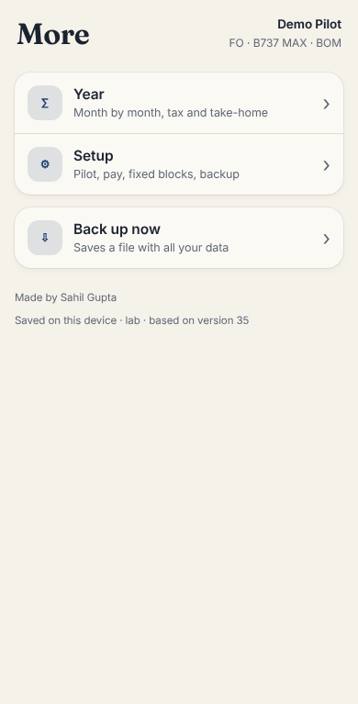 More
Demo Pilot
FO · B737 MAX · BOM
Σ
Year
Month by month, tax and take-home
›
⚙
Setup
Pilot, pay, fixed blocks, backup
›
⇩
Back up now
Saves a file with all your data
›
Made by Sahil Gupta
Saved on this device · lab · based on version 35